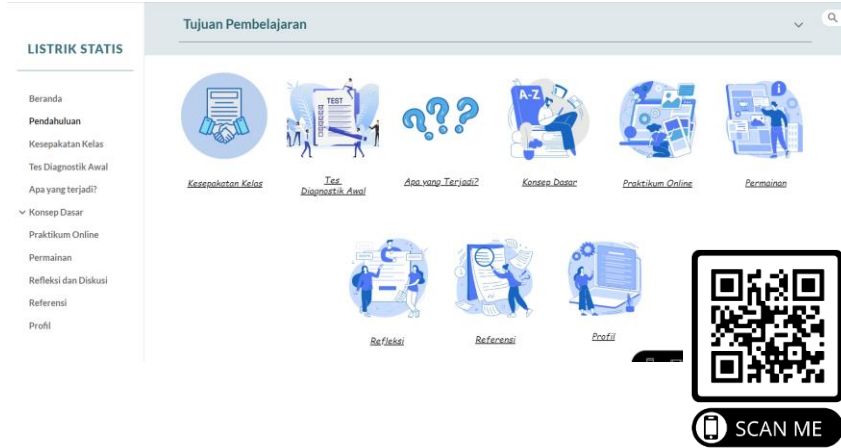 Tujuan Pembelajaran
LISTRIK STATIS
Beranda
Pendahuluan
Kesepakatan Kelas
Tes Diagnostik Awal
Apa yang terjadi?
Konsep Dasar
Praktikum Online
Permainan
Refleksi dan Diskusi
Referensi
Profil
TEST
A-Z
Kesepakatan Kelas
Tes
Diagnostik Awal
Apa yang Terjadi?
Konsep Dasar
Praktikum Online
Permainan
Refleksi
Referensi
Profil
SCAN ME